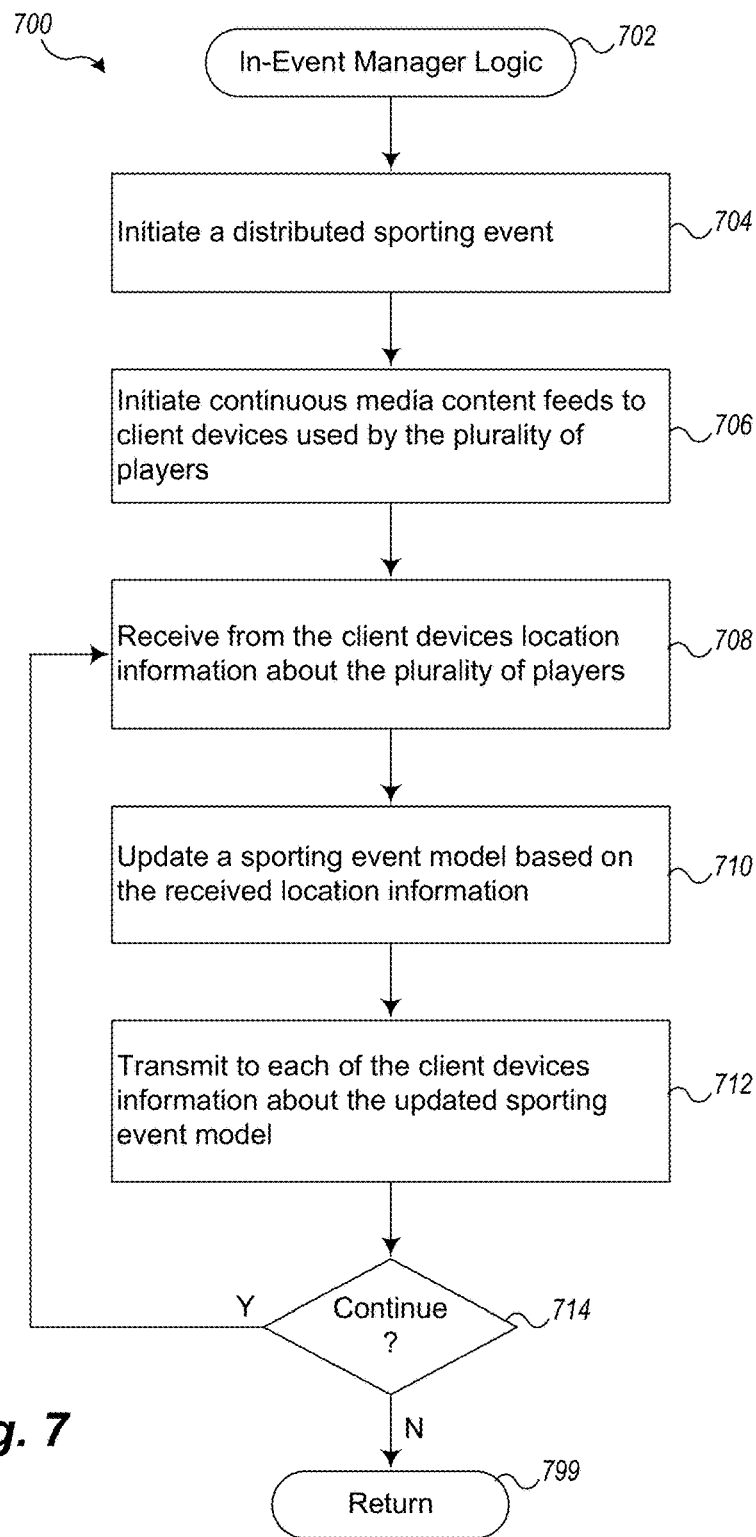 700
In-Event Manager Logic
702
Initiate a distributed sporting event
704
Initiate continuous media content feeds to
client devices used by the plurality of
players
706
Receive from the client devices location
information about the plurality of players
708
Update a sporting event model based on
the received location information
710
Transmit to each of the client devices
information about the updated sporting
event model
712
Y
Continue
?
714
g. 7
N
Return
799